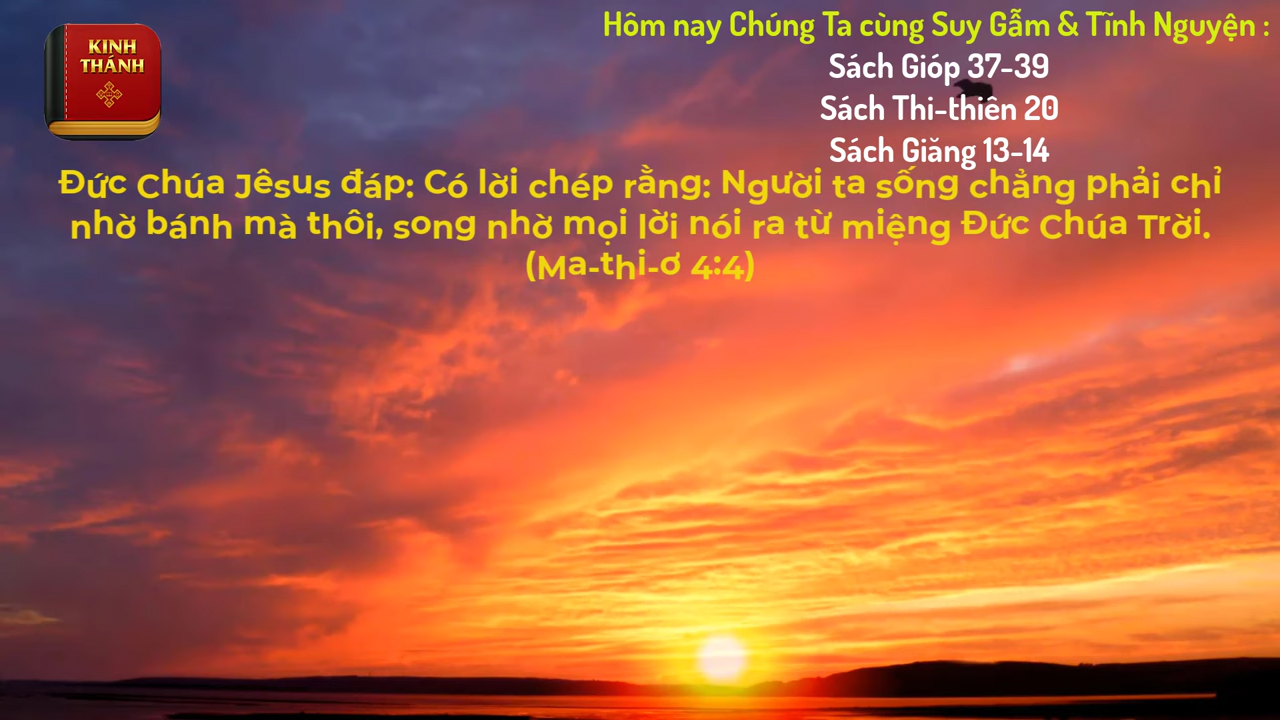 KINH
THÁNH
Hôm nay Chúng Ta cùng Suy Gẫm & Tĩnh Nguyện :
Sách Gióp 37-39
Sách Thi-thiên 20
Sách Giăng 13-14
Đức Chúa Jêsus đáp: Có lời chép rằng: Người ta sống chẳng phải chỉ
nhờ bánh mà thôi, song nhờ mọi lời nói ra từ miệng Đức Chúa Trời.
(Ma-thi-ơ 4:4)